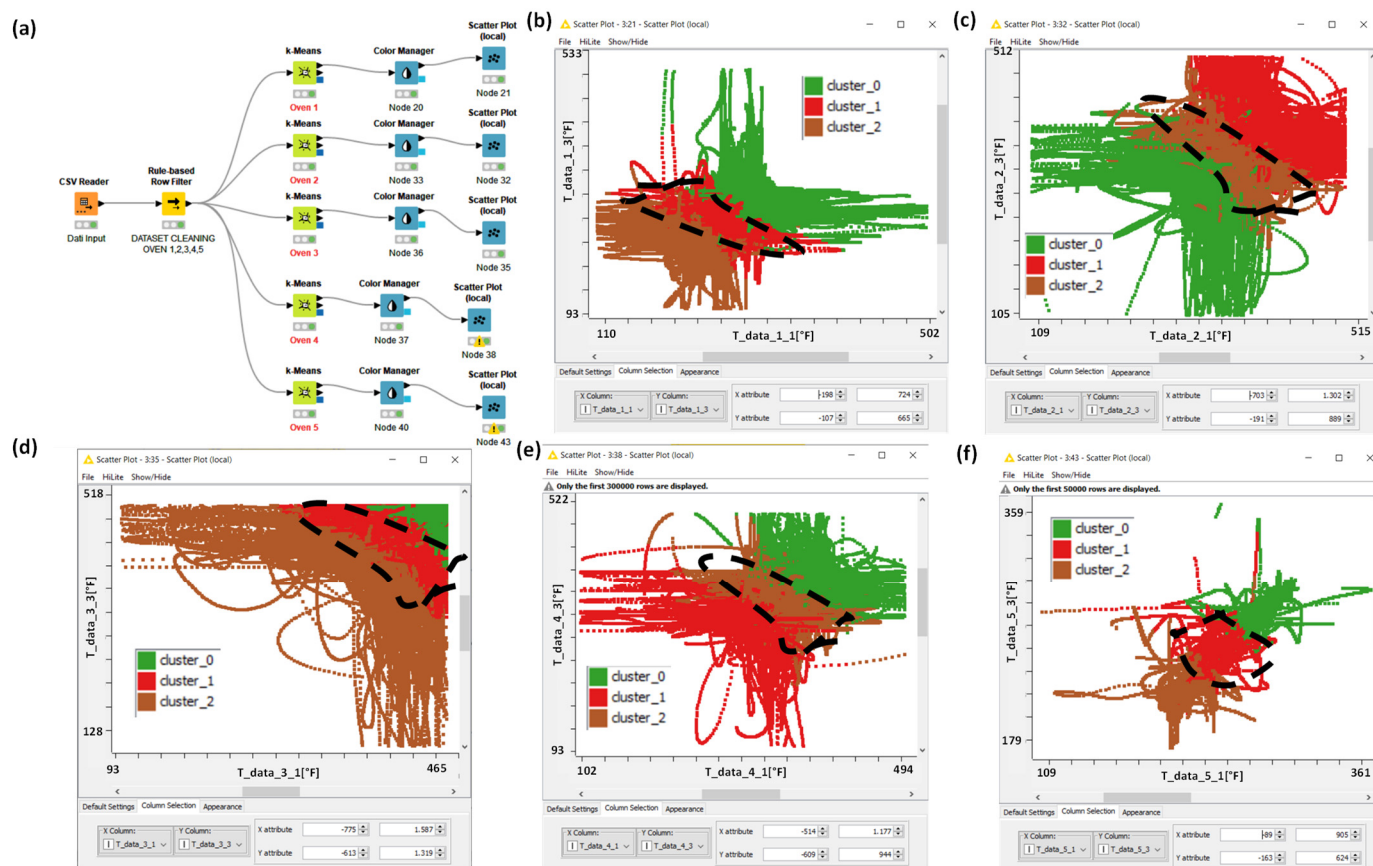 (a)
k-Means
Oven 1
Color Manager
Node 20
Scatter Plot
(local)
Node 21
k-Means
Oven 2
Color Manager
Node 33
Scatter Plot
(local)
Node 32
CSV Reader
Dati Input
Rule-based
Row Filter
DATASET CLEANING
OVEN 1,2,3,4,5
k-Means
Oven 3
Color Manager
Node 36
Scatter Plot
(local)
Node 35
k-Means
Oven 4
Color Manager
Node 37
Scatter Plot
(local)
Node 38
k-Means
Oven 5
Color Manager
Node 40
Scatter Plot
(local)
Node 43
(b)
Scatter Plot - 3:21 - Scatter Plot (local)
File HiLite Show/Hide
533
T_data_1_3[°F]
93
cluster_0
cluster_1
cluster_2
110
T_data_1_1[°F]
502
Default Settings Column Selection Appearance
X Column:
T_data_1_1
Y Column:
T_data_1_3
X attribute -198 724
Y attribute -107 665
(c)
Scatter Plot - 3:32 - Scatter Plot (local)
File HiLite Show/Hide
512
T_data_2_3[°F]
105
cluster_0
cluster_1
cluster_2
109
T_data_2_1[°F]
515
Default Settings Column Selection Appearance
X Column:
T_data_2_1
Y Column:
T_data_2_3
X attribute -703 1.302
Y attribute -191 889
(d)
Scatter Plot - 3:35 - Scatter Plot (local)
File HiLite Show/Hide
518
T_data_3_3[°F]
128
cluster_0
cluster_1
cluster_2
93
T_data_3_1[°F]
465
Default Settings Column Selection Appearance
X Column:
T_data_3_1
Y Column:
T_data_3_3
X attribute -775 1.587
Y attribute -613 1.319
(e)
Scatter Plot - 3:38 - Scatter Plot (local)
File HiLite Show/Hide
Only the first 300000 rows are displayed.
522
T_data_4_3[°F]
93
cluster_0
cluster_1
cluster_2
102
T_data_4_1[°F]
494
Default Settings Column Selection Appearance
X Column:
T_data_4_1
Y Column:
T_data_4_3
X attribute -514 1.177
Y attribute -609 944
(f)
Scatter Plot - 3:43 - Scatter Plot (local)
File HiLite Show/Hide
Only the first 50000 rows are displayed.
359
T_data_5_3[°F]
179
cluster_0
cluster_1
cluster_2
109
T_data_5_1[°F]
361
Default Settings Column Selection Appearance
X Column:
T_data_5_1
Y Column:
T_data_5_3
X attribute -89 905
Y attribute -163 624